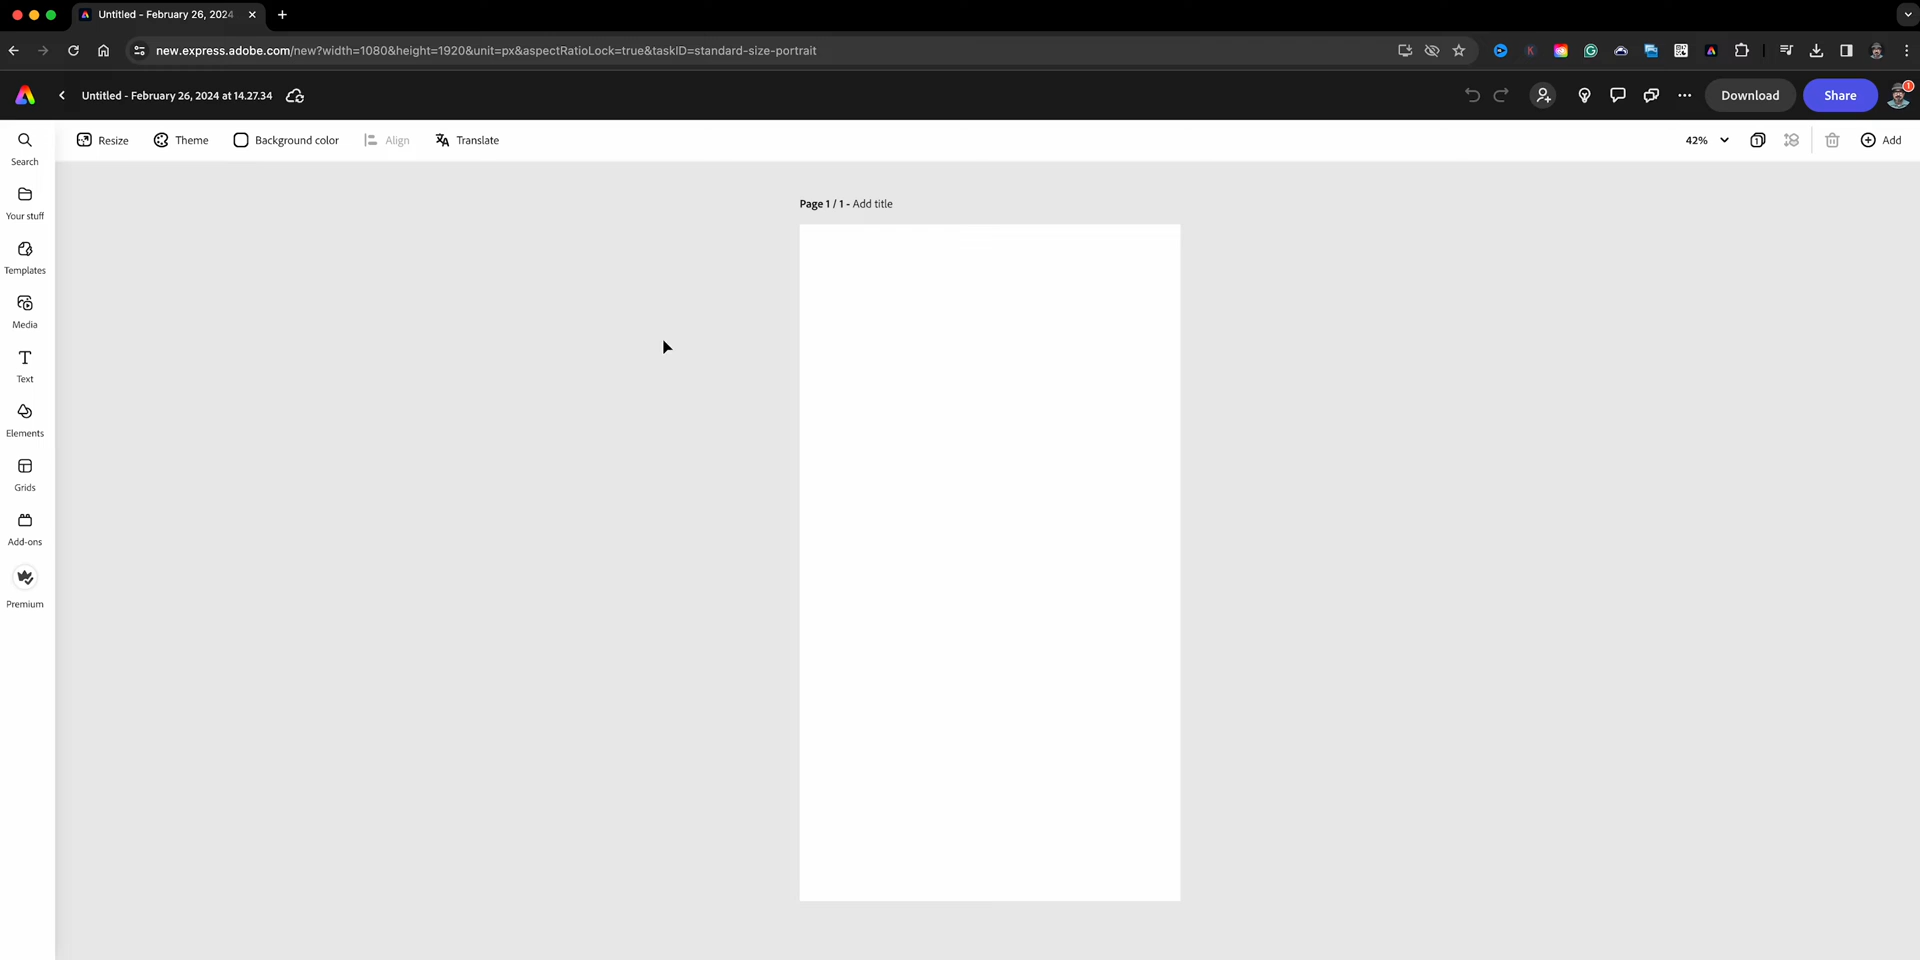 Untitled - February 26, 2024
new.express.adobe.com/new?width=1080&height=1920&unit=px&aspectRatioLock=true&taskID=standard-size-portrait
Untitled - February 26, 2024 at 14.27.34
Download
Share
1
Resize
Theme
Background color
Align
Translate
42%
1
Add
Search
Your stuff
Templates
Media
Text
Elements
Grids
Add-ons
Premium
Page 1 / 1 - Add title